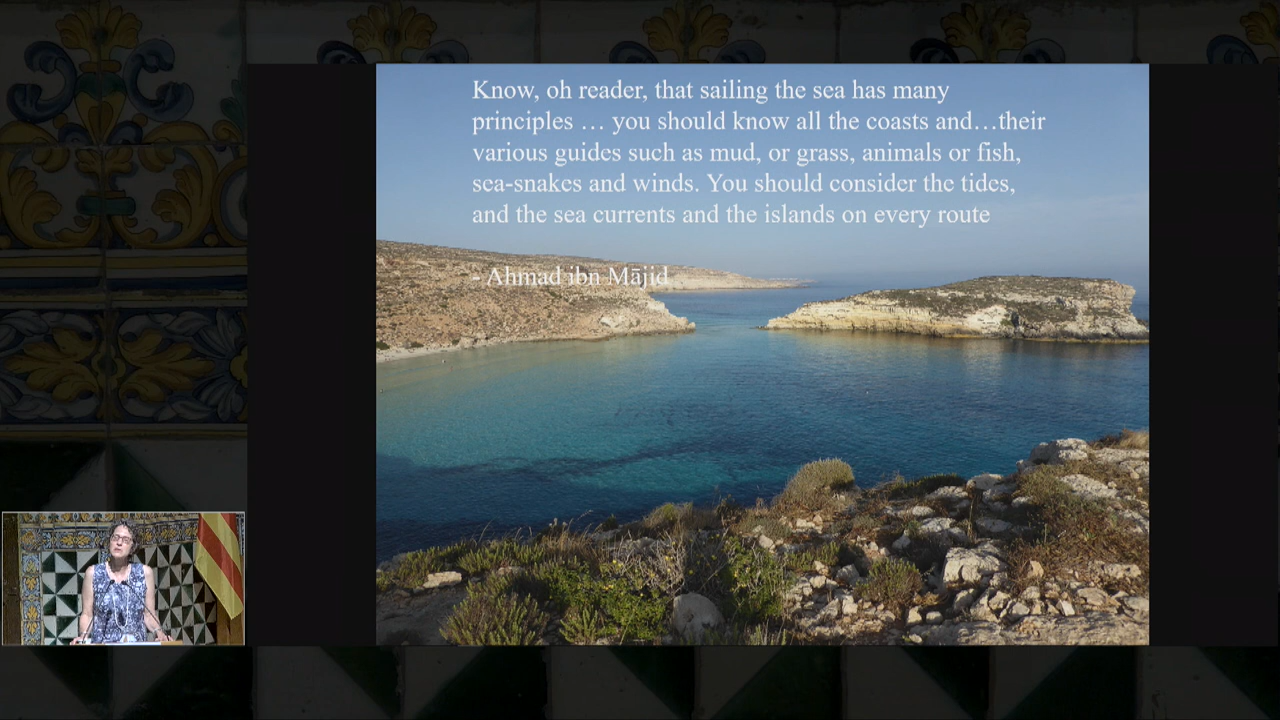 Know, oh reader, that sailing the sea has many
principles … you should know all the coasts and…their
various guides such as mud, or grass, animals or fish,
sea-snakes and winds. You should consider the tides,
and the sea currents and the islands on every route
- Ahmad ibn Mājid